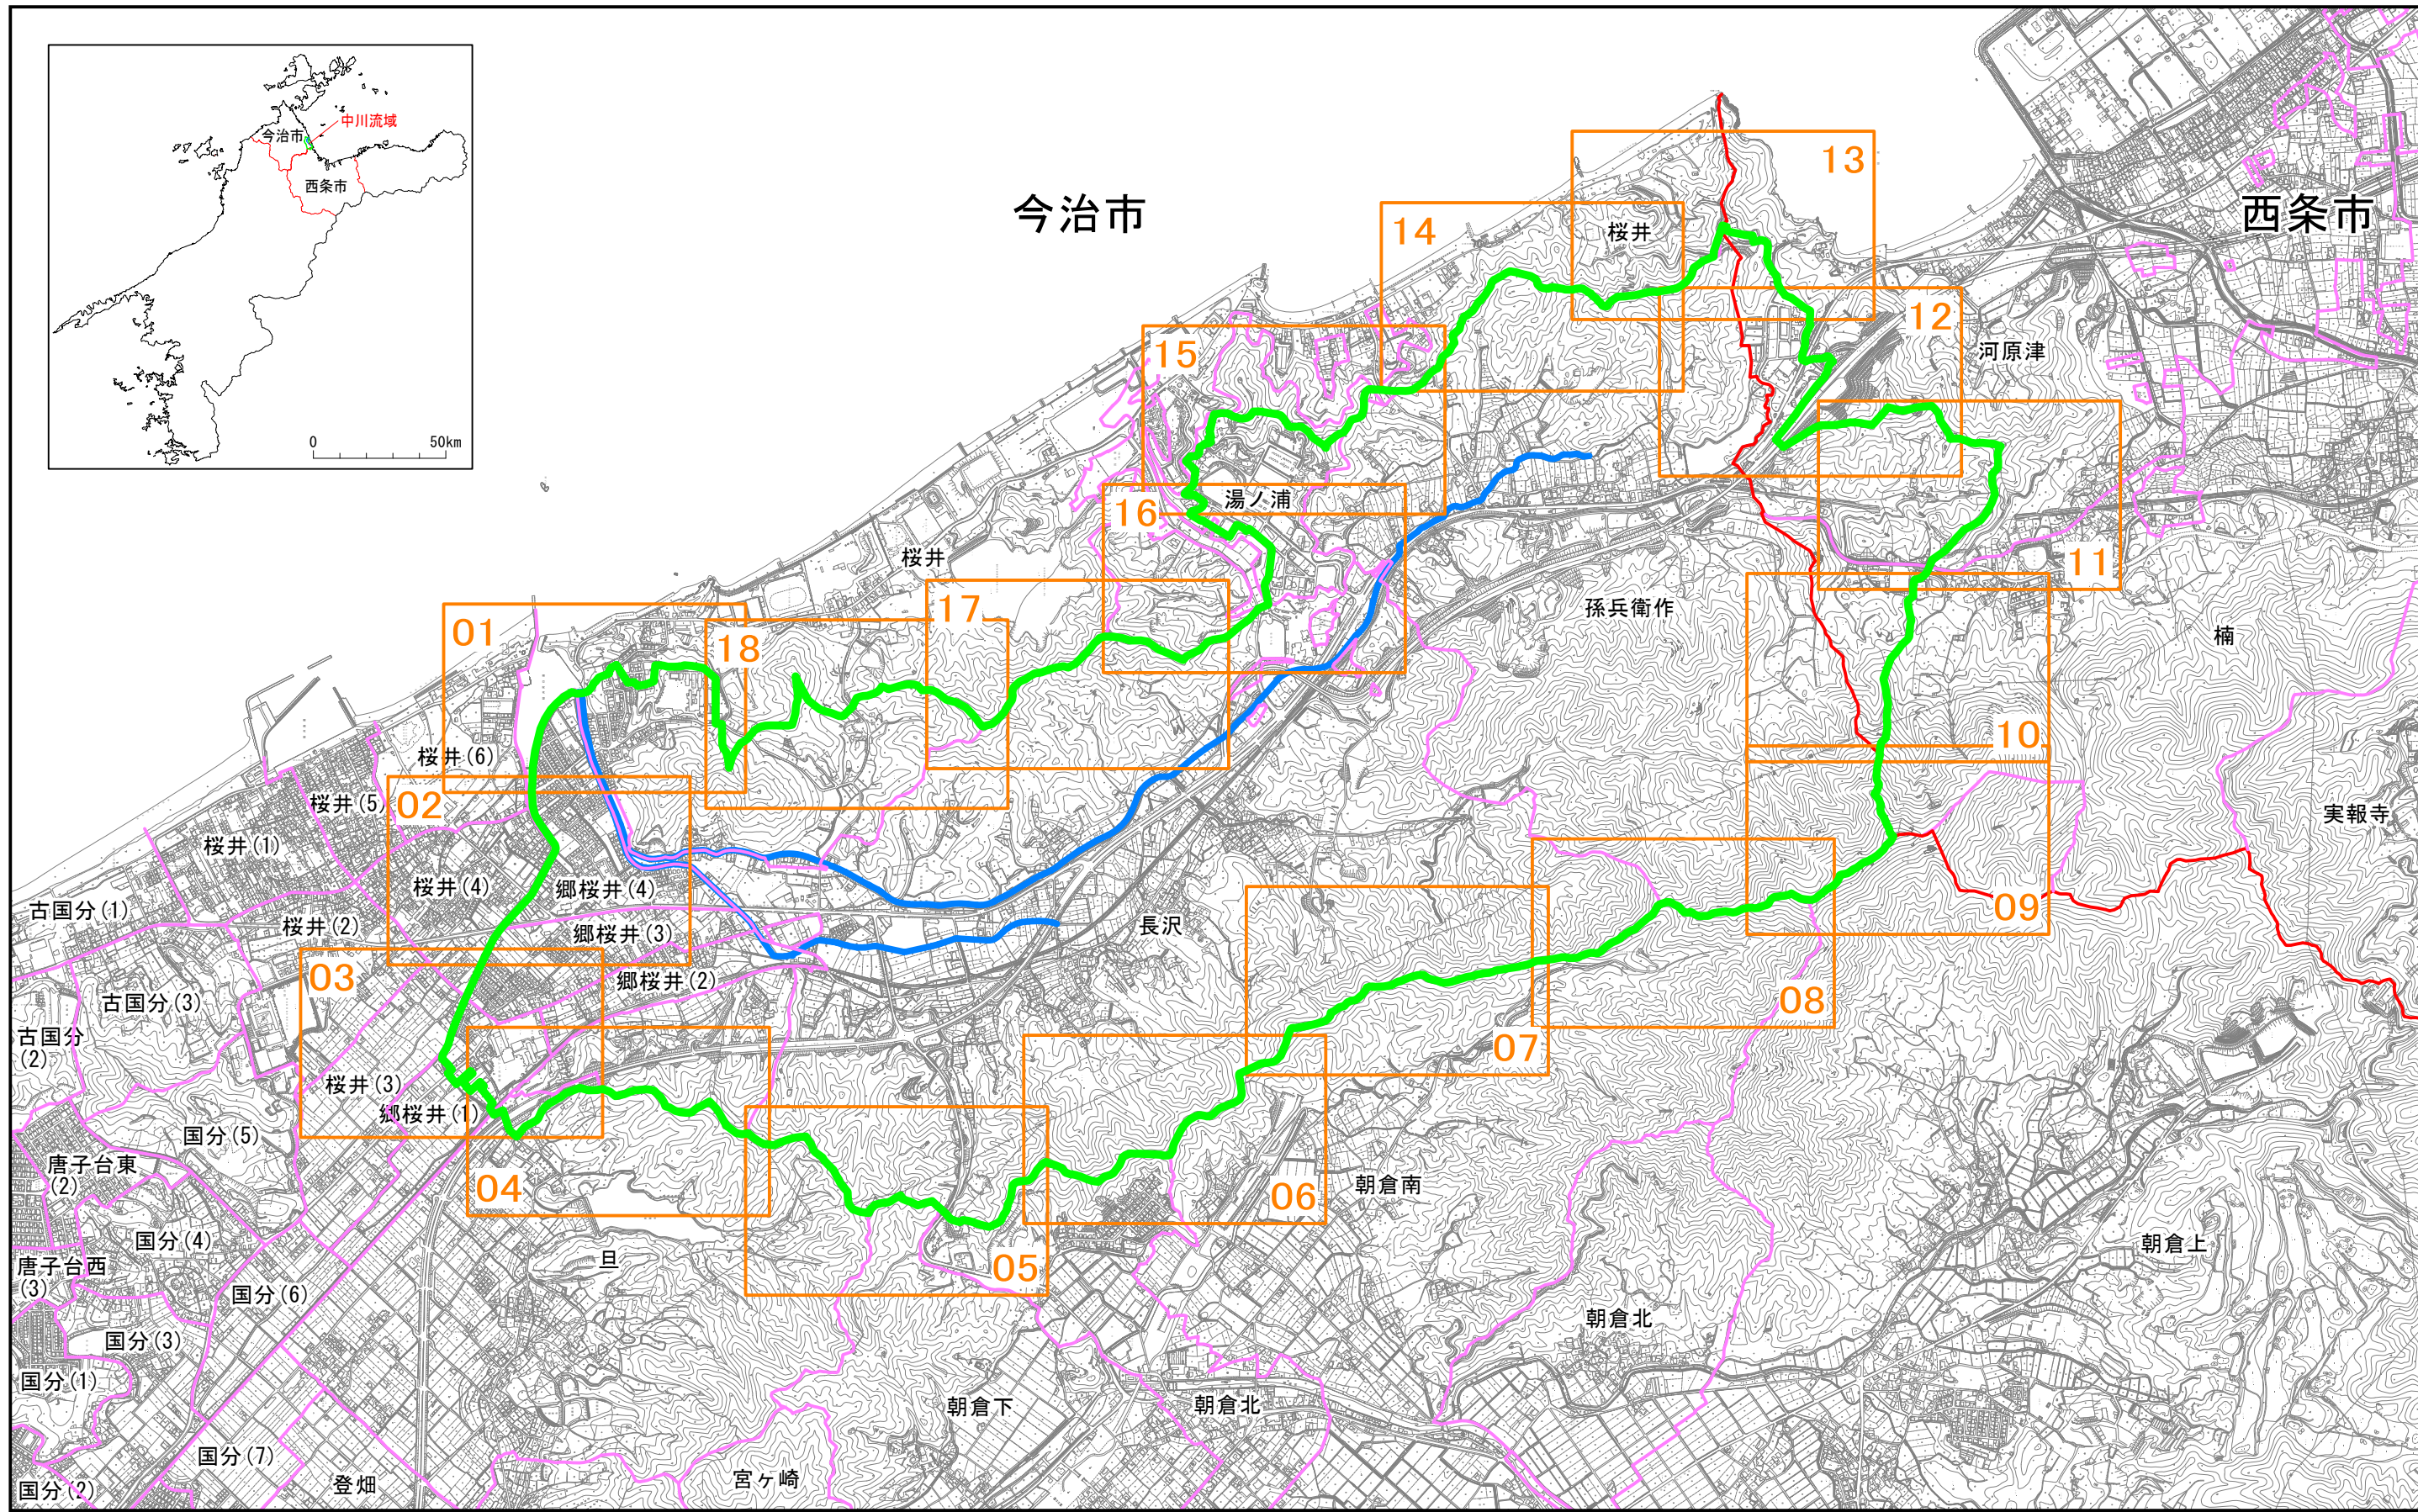 中川流域
今治市
西条市
0
50km
今治市
西条市
13
14
桜井
12
河原津
15
湯ノ浦
16
桜井
11
孫兵衛作
17
楠
01
18
10
桜井(6)
桜井(5)
02
桜井(1)
実報寺
桜井(4)
郷桜井(4)
古国分(1)
桜井(2)
郷桜井(3)
長沢
09
03
郷桜井(2)
古国分(3)
08
古国分
(2)
07
桜井(3)
郷桜井(1)
国分(5)
唐子台東
(2)
04
06
朝倉南
国分(4)
朝倉上
唐子台西
(3)
旦
05
国分(6)
朝倉北
国分(3)
国分(1)
朝倉下
朝倉北
国分(7)
登畑
宮ヶ崎
国分(2)